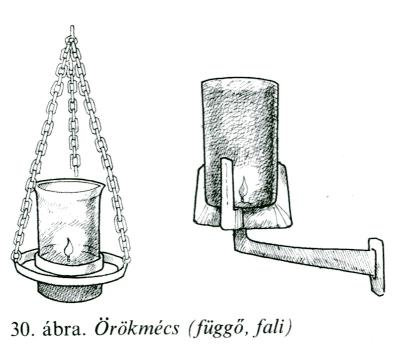 30. ábra. Örökmécs (függő, fali)